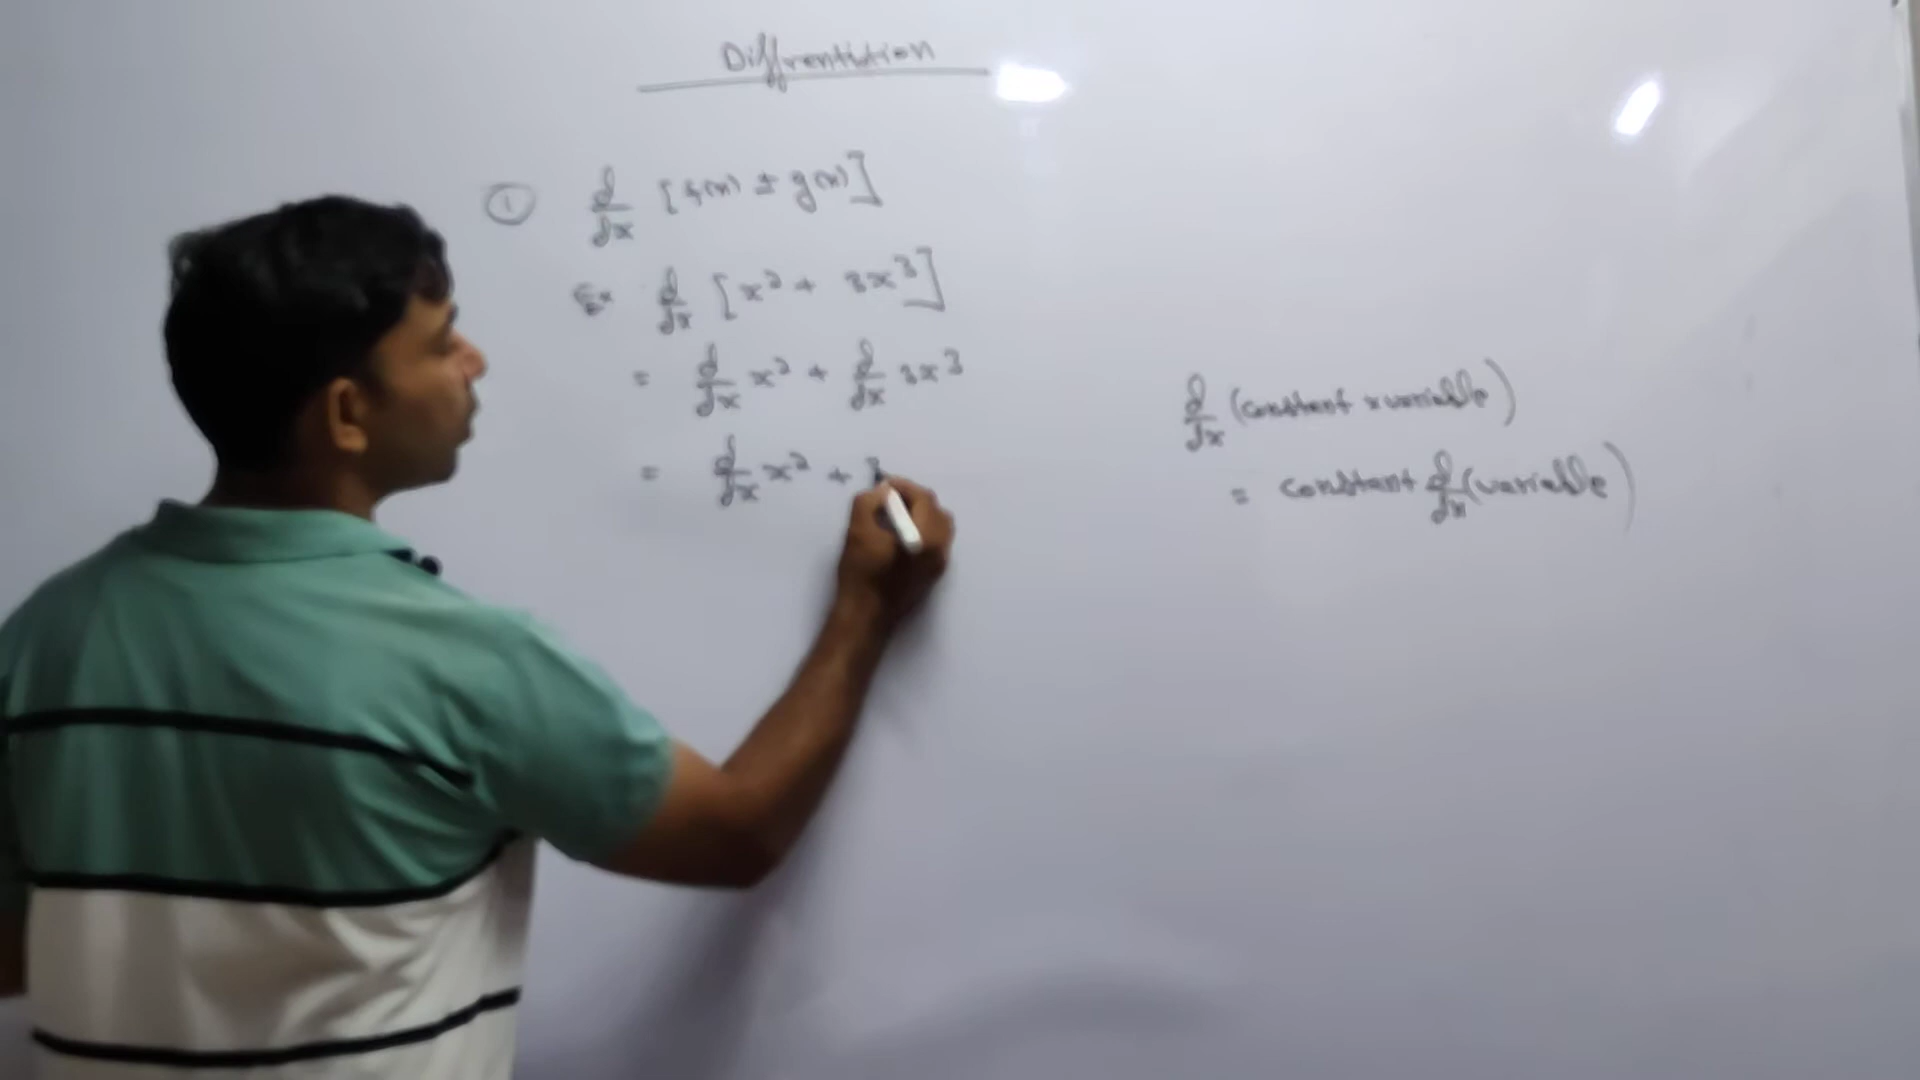 Diffrentiation
① d/dx [f(x) ± g(x)]
Ex d/dx [x² + 3x³]
= d/dx x² + d/dx 3x³
= d/dx x² + 3
d/dx (constant x variable)
= constant d/dx (variable)